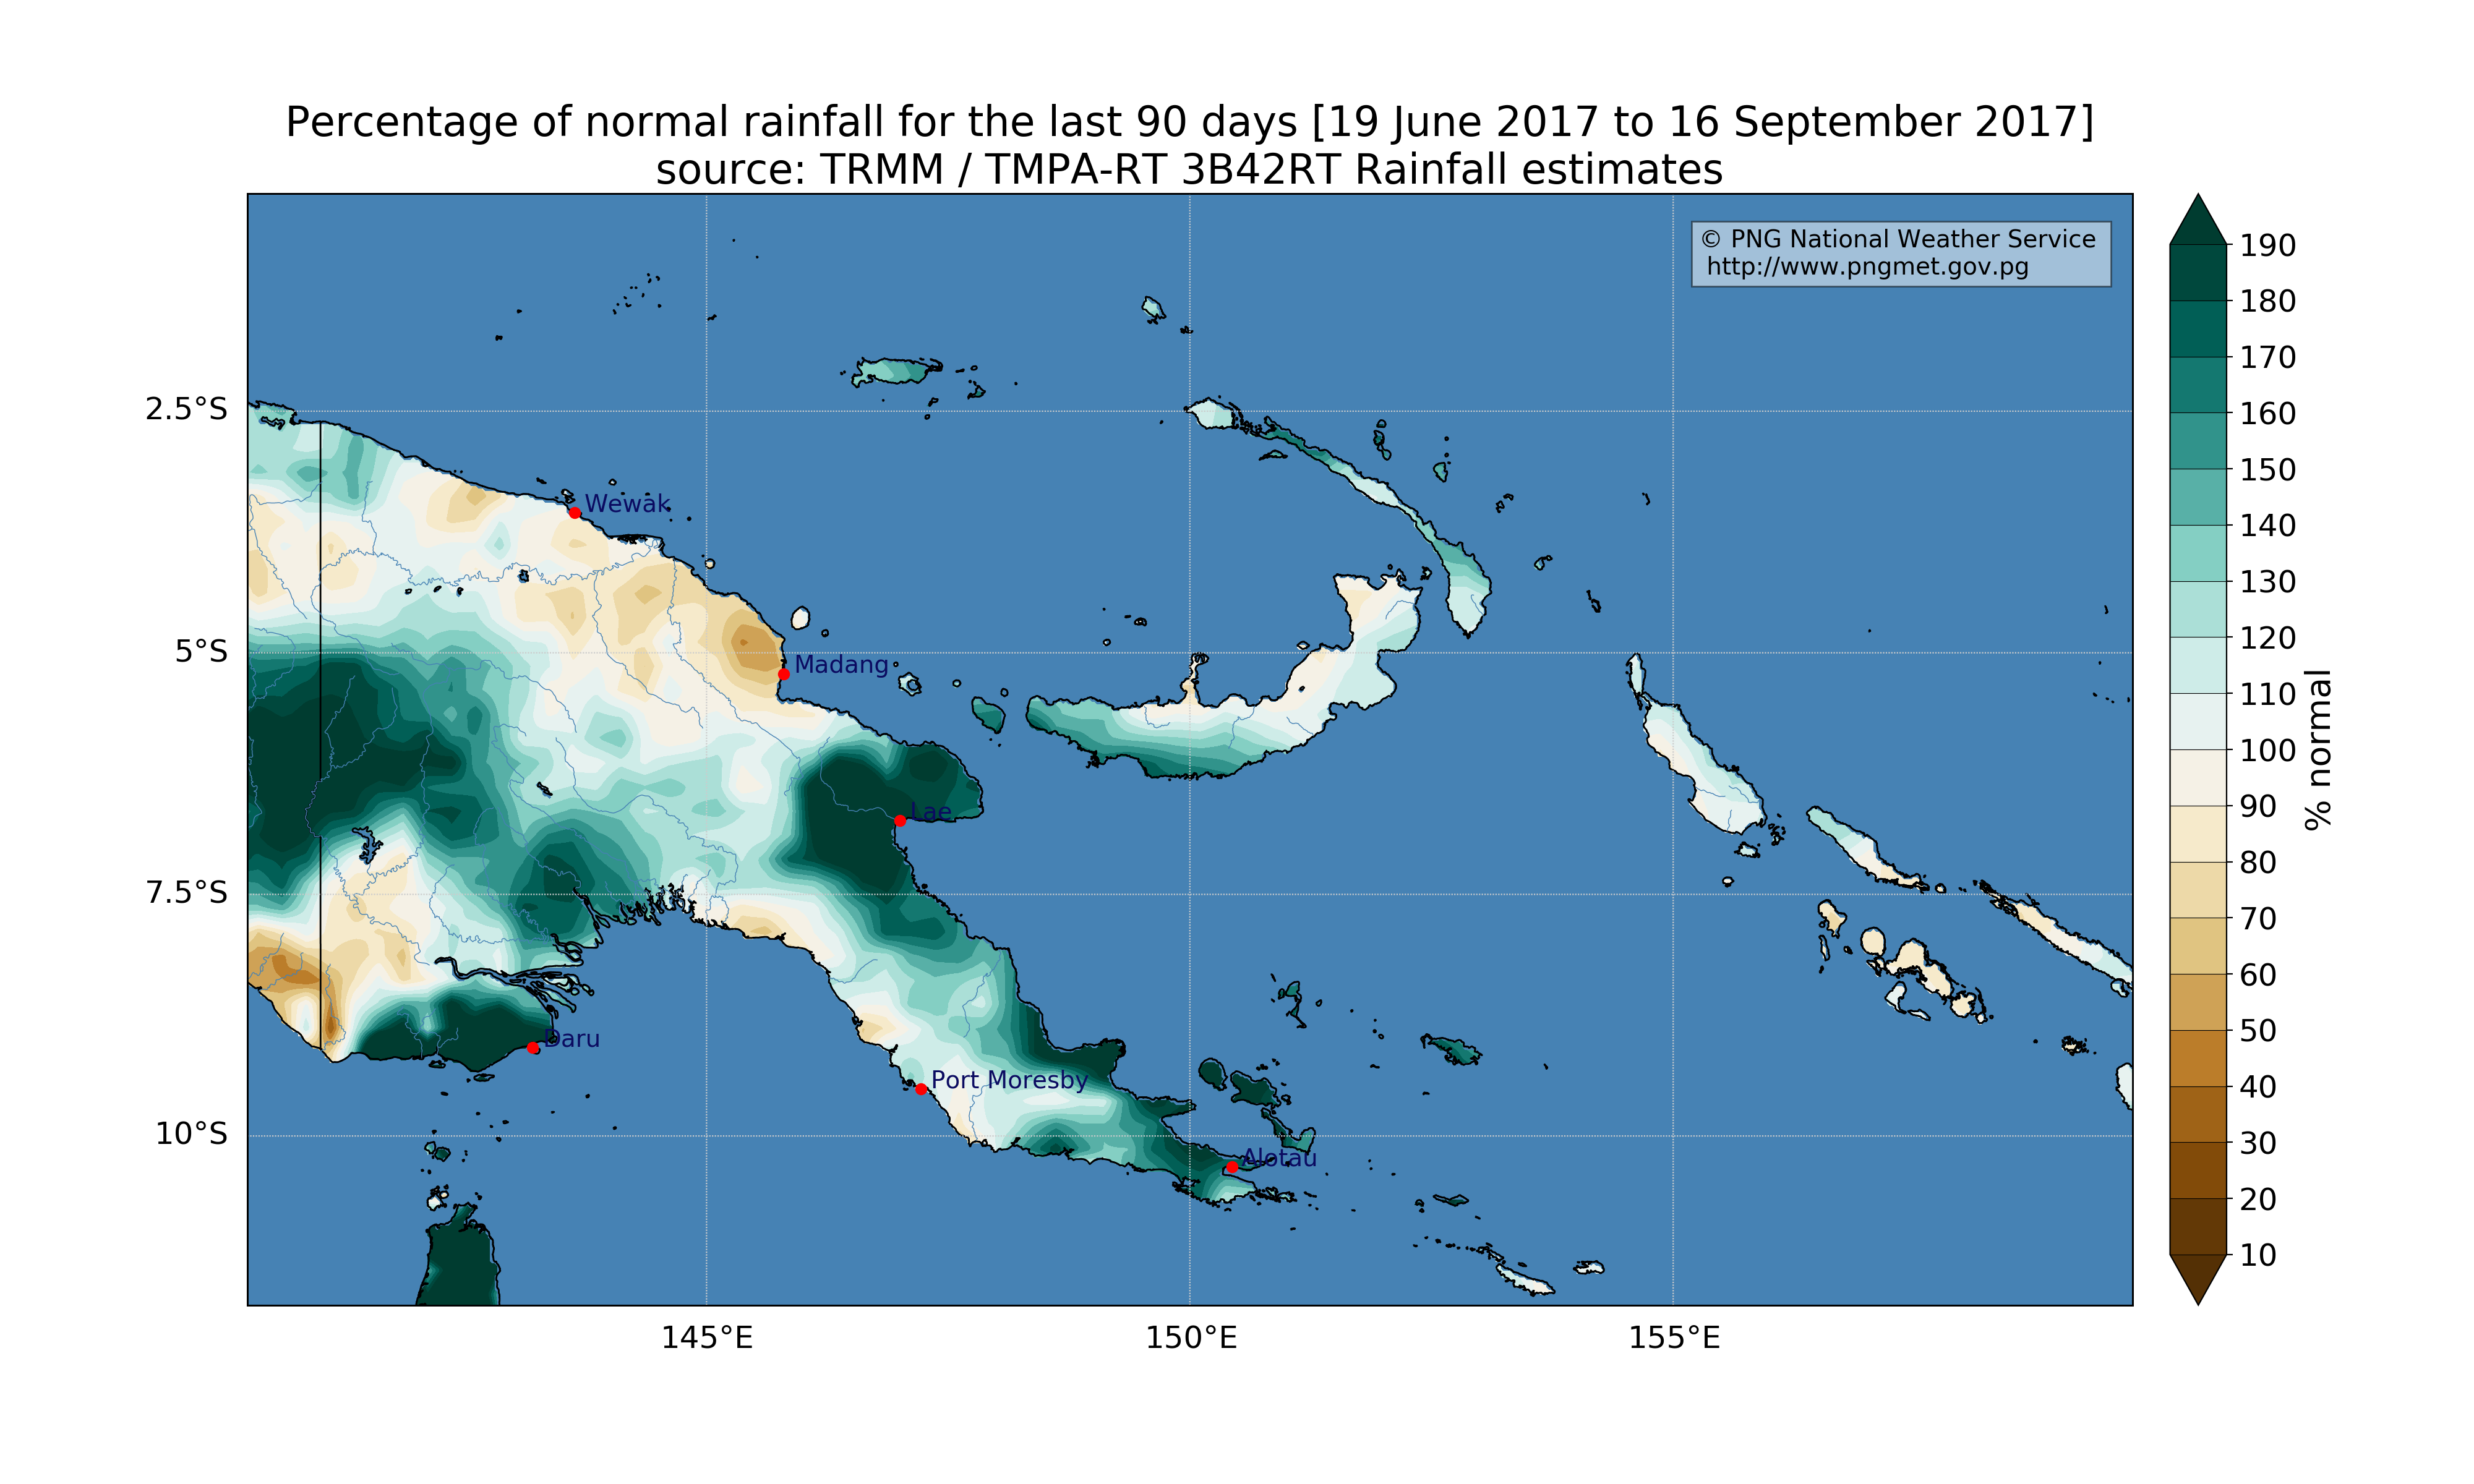 Percentage of normal rainfall for the last 90 days [19 June 2017 to 16 September 2017]
source: TRMM / TMPA-RT 3B42RT Rainfall estimates
© PNG National Weather Service
http://www.pngmet.gov.pg
2.5°S
5°S
7.5°S
10°S
Wewak
Madang
Lae
Daru
Port Moresby
Alotau
145°E
150°E
155°E
190
180
170
160
150
140
130
120
110
100
90
80
70
60
50
40
30
20
10
% normal